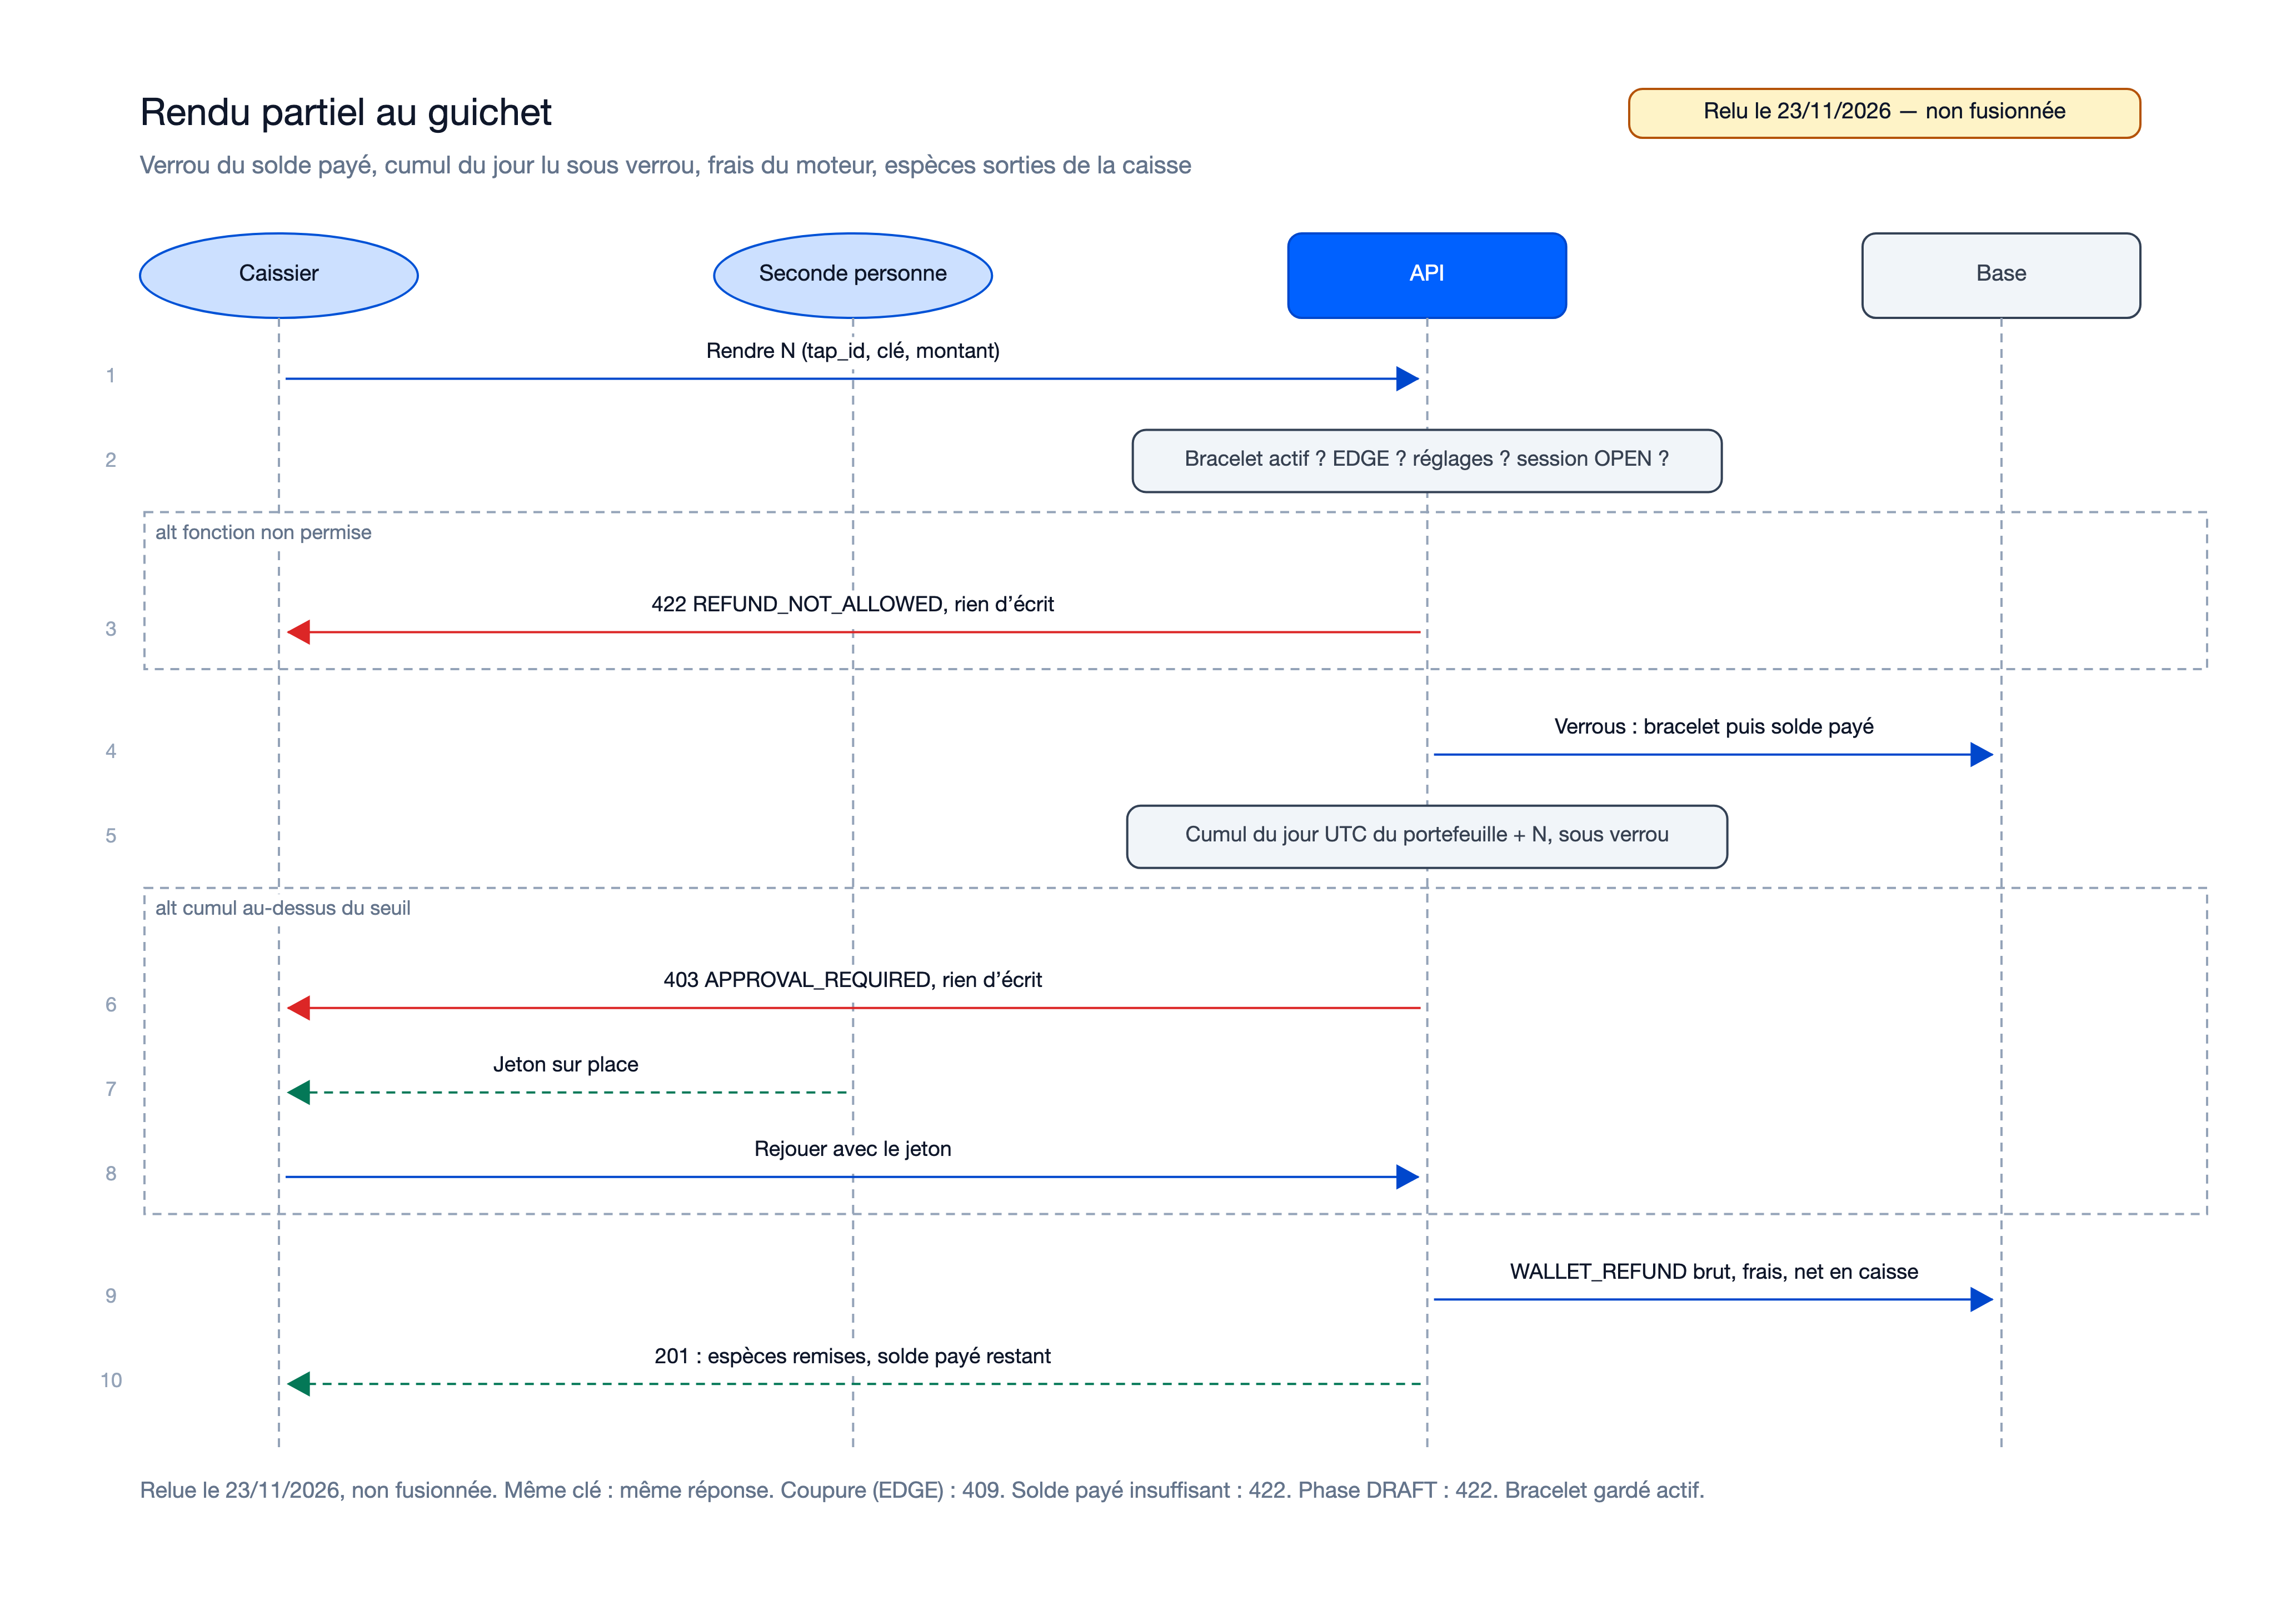 Rendu partiel au guichet
Relu le 23/11/2026 — non fusionnée
Verrou du solde payé, cumul du jour lu sous verrou, frais du moteur, espèces sorties de la caisse
Caissier
Seconde personne
API
Base
Rendre N (tap_id, clé, montant)
1
Bracelet actif ? EDGE ? réglages ? session OPEN ?
2
alt fonction non permise
422 REFUND_NOT_ALLOWED, rien d’écrit
3
Verrous : bracelet puis solde payé
4
Cumul du jour UTC du portefeuille + N, sous verrou
5
alt cumul au-dessus du seuil
403 APPROVAL_REQUIRED, rien d’écrit
6
Jeton sur place
7
Rejouer avec le jeton
8
WALLET_REFUND brut, frais, net en caisse
9
201 : espèces remises, solde payé restant
10
Relue le 23/11/2026, non fusionnée. Même clé : même réponse. Coupure (EDGE) : 409. Solde payé insuffisant : 422. Phase DRAFT : 422. Bracelet gardé actif.